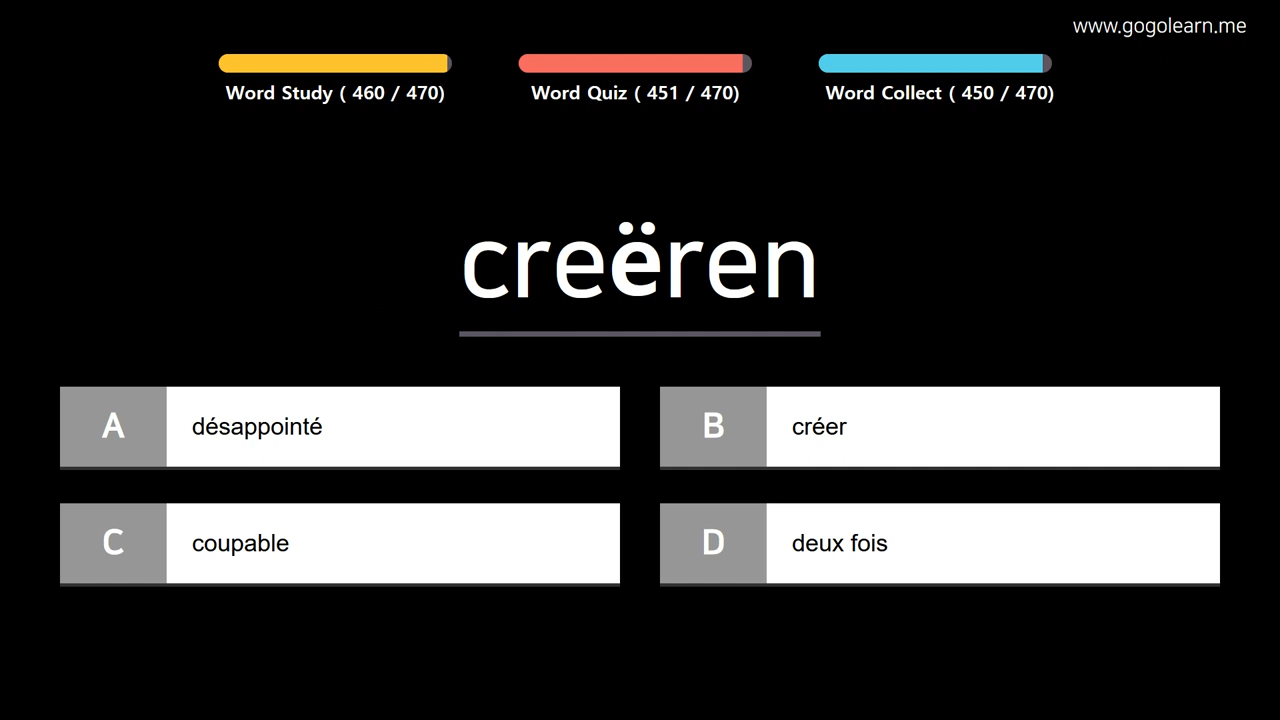 www.gogolearn.me
Word Study ( 460 / 470)
Word Quiz ( 451 / 470)
Word Collect ( 450 / 470)
creëren
A désappointé
B créer
C coupable
D deux fois